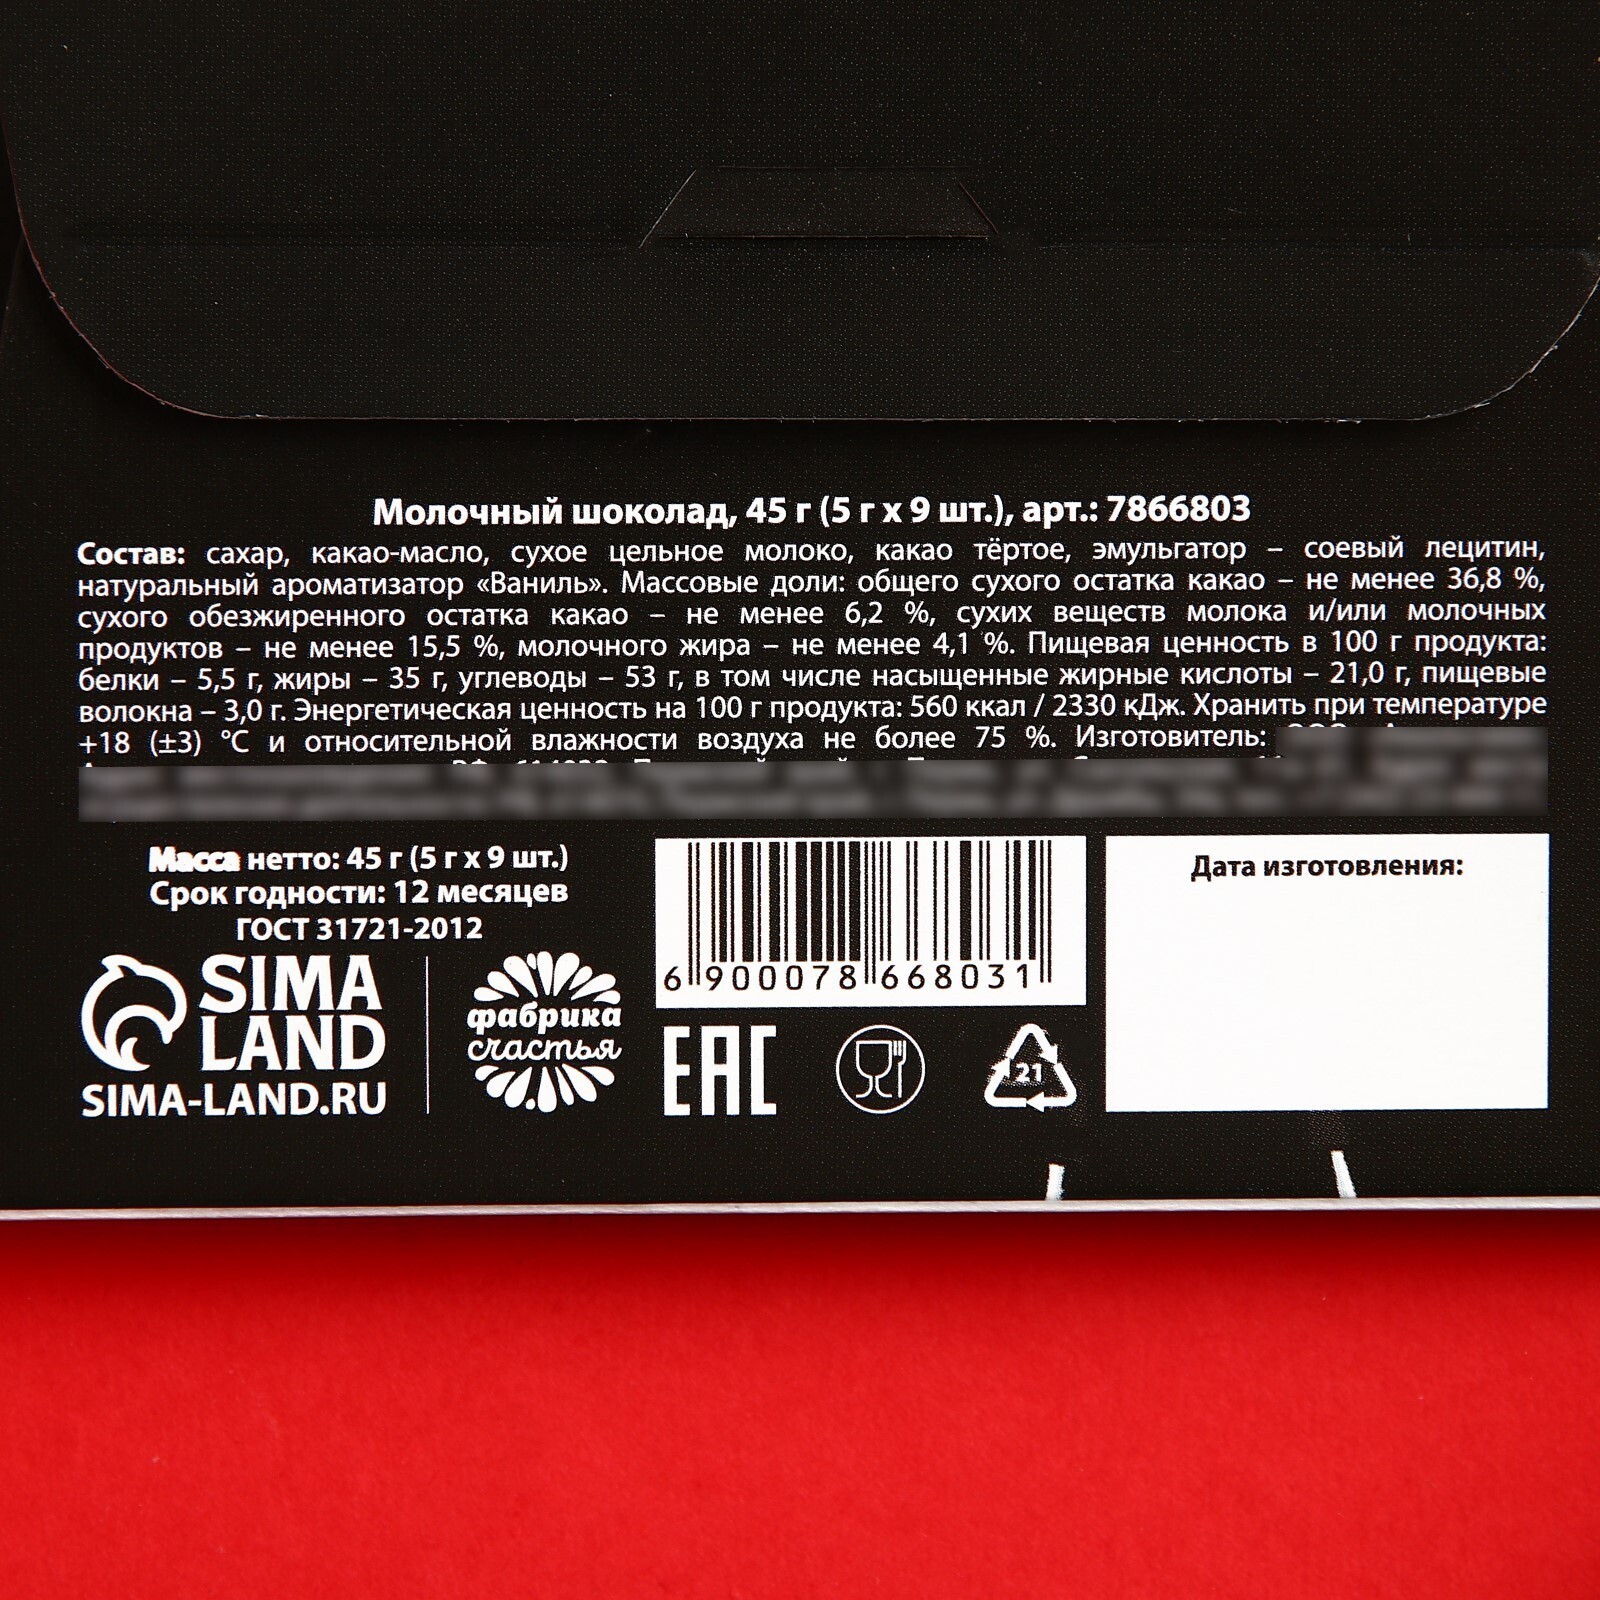 Молочный шоколад, 45 г (5 г х 9 шт.), арт.: 7866803
Состав: сахар, какао-масло, сухое цельное молоко, какао тёртое, эмульгатор – соевый лецитин,
натуральный ароматизатор «Ваниль». Массовые доли: общего сухого остатка какао – не менее 36,8 %,
сухого обезжиренного остатка какао – не менее 6,2 %, сухих веществ молока и/или молочных
продуктов – не менее 15,5 %, молочного жира – не менее 4,1 %. Пищевая ценность в 100 г продукта:
белки – 5,5 г, жиры – 35 г, углеводы – 53 г, в том числе насыщенные жирные кислоты – 21,0 г, пищевые
волокна – 3,0 г. Энергетическая ценность на 100 г продукта: 560 ккал / 2330 кДж. Хранить при температуре
+18 (±3) °С и относительной влажности воздуха не более 75 %. Изготовитель:
Масса нетто: 45 г (5 г х 9 шт.)
Срок годности: 12 месяцев
ГОСТ 31721-2012
SIMA
LAND
SIMA-LAND.RU
фабрика
счастья
6 900078 668031
EAC
21
Дата изготовления: